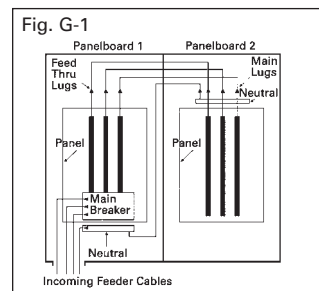 Fig. G-1
Panelboard 1
Panelboard 2
Feed
Thru
Lugs
Main
Lugs
Neutral
Panel
Panel
Main
Breaker
Neutral
Incoming Feeder Cables